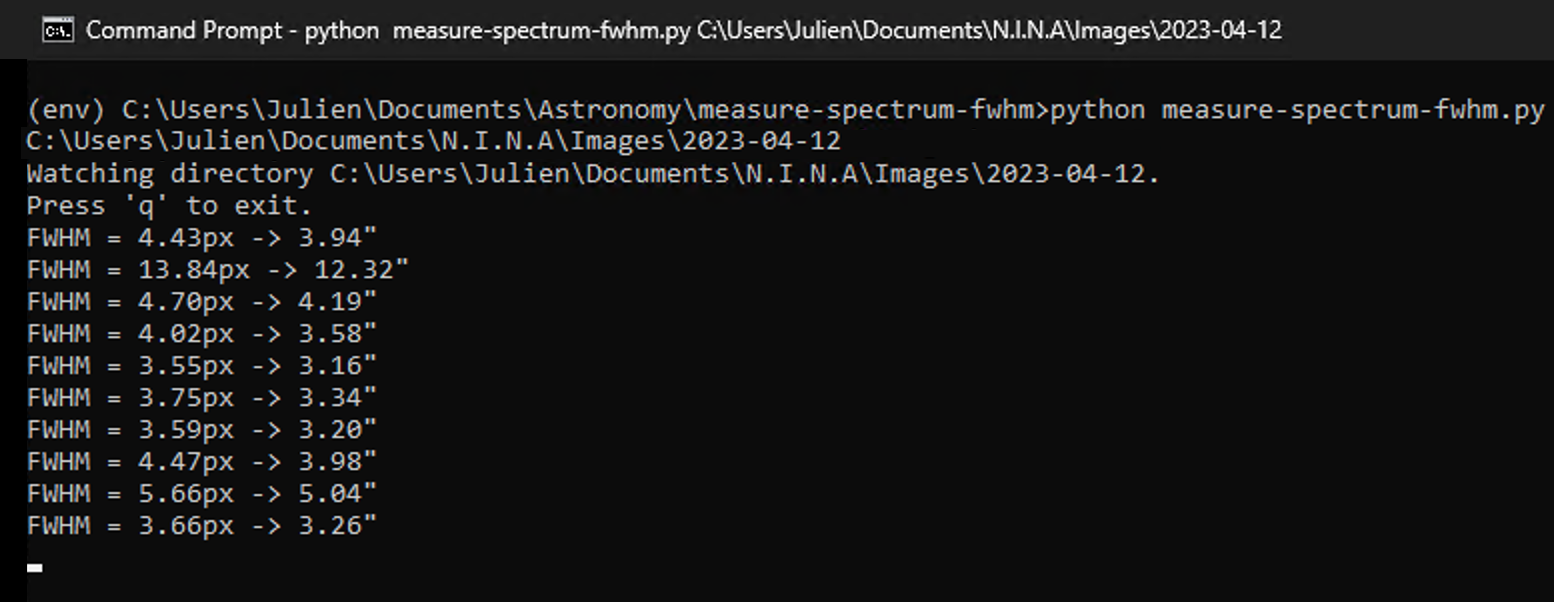 Command Prompt - python  measure-spectrum-fwhm.py C:\Users\Julien\Documents\N.I.N.A\Images\2023-04-12
(env) C:\Users\Julien\Documents\Astronomy\measure-spectrum-fwhm>python measure-spectrum-fwhm.py
C:\Users\Julien\Documents\N.I.N.A\Images\2023-04-12
Watching directory C:\Users\Julien\Documents\N.I.N.A\Images\2023-04-12.
Press 'q' to exit.
FWHM = 4.43px -> 3.94"
FWHM = 13.84px -> 12.32"
FWHM = 4.70px -> 4.19"
FWHM = 4.02px -> 3.58"
FWHM = 3.55px -> 3.16"
FWHM = 3.75px -> 3.34"
FWHM = 3.59px -> 3.20"
FWHM = 4.47px -> 3.98"
FWHM = 5.66px -> 5.04"
FWHM = 3.66px -> 3.26"